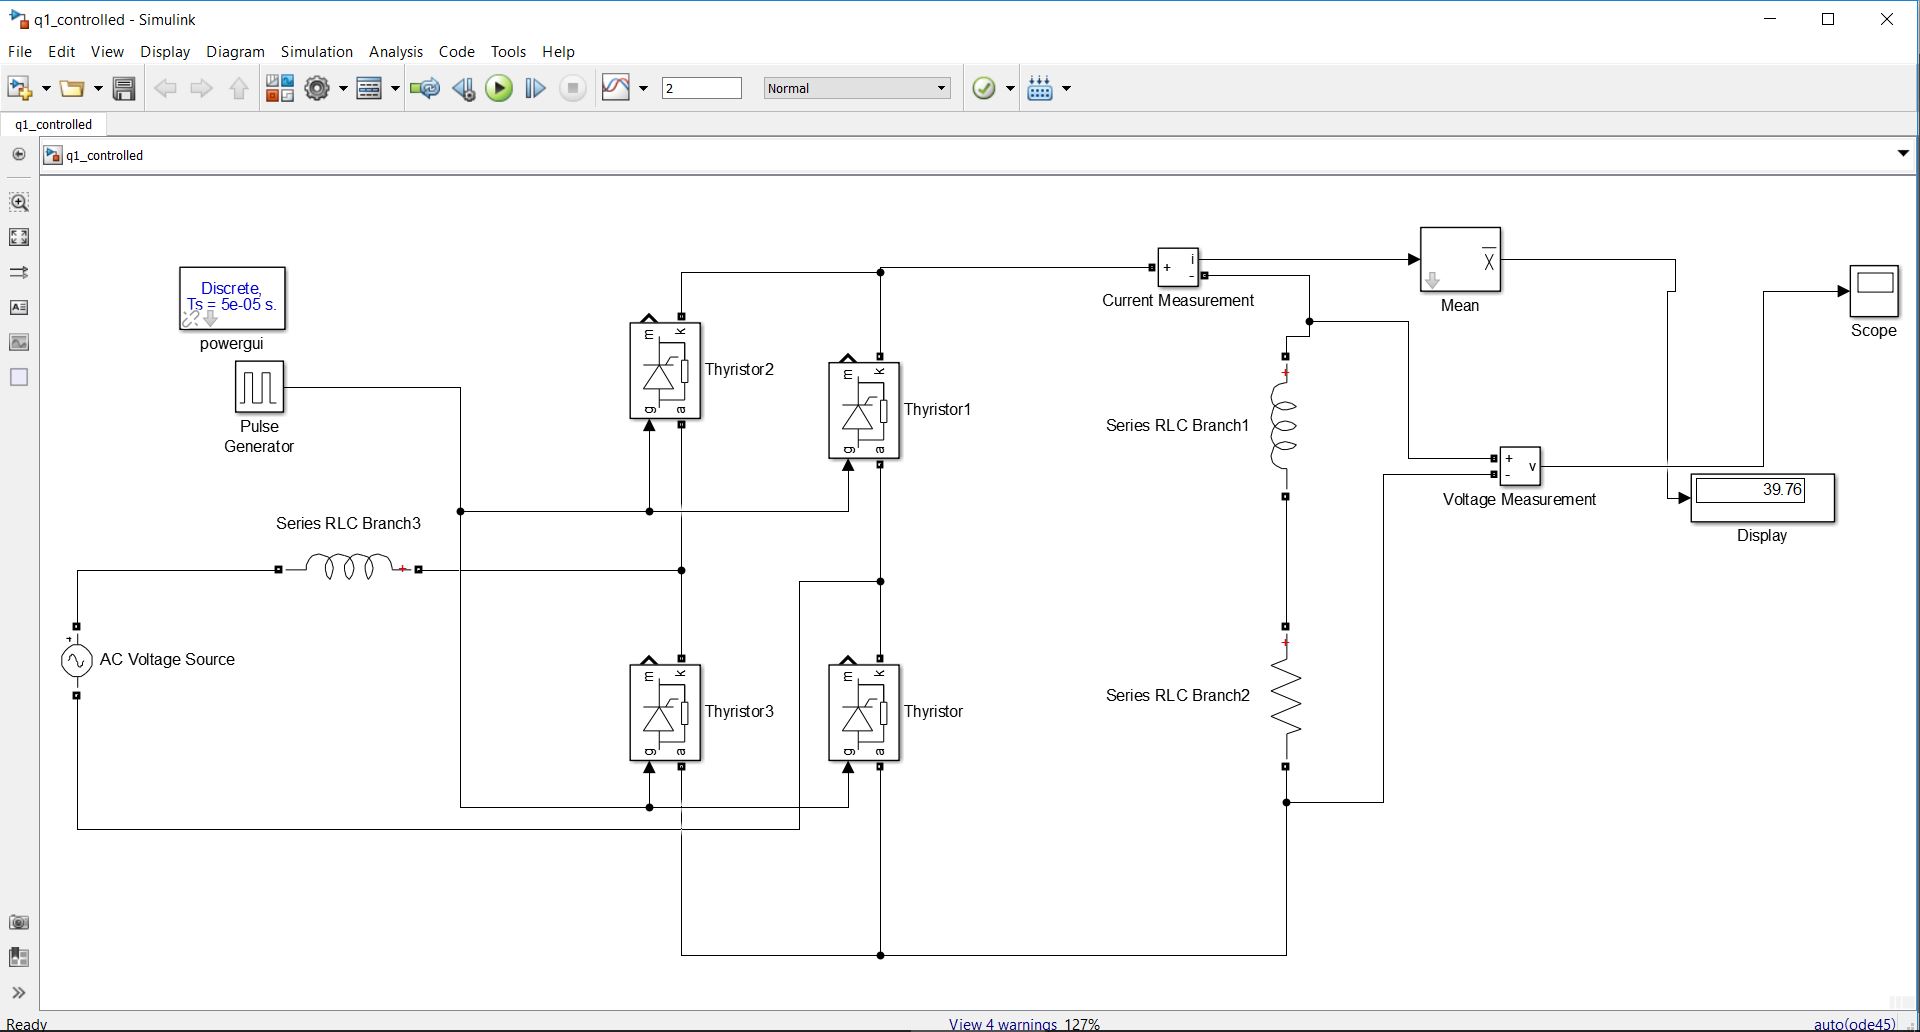 q1_controlled - Simulink
File Edit View Display Diagram Simulation Analysis Code Tools Help
2 Normal
q1_controlled
q1_controlled
Discrete,
Ts = 5e-05 s.
powergui
Pulse
Generator
Series RLC Branch3
+
AC Voltage Source
+
m k
g a
Thyristor2
m k
g a
Thyristor1
m k
g a
Thyristor3
m k
g a
Thyristor
+ i
-
Current Measurement
X
Mean
Scope
+
Series RLC Branch1
+ v
-
Voltage Measurement
39.76
Display
+
Series RLC Branch2
Ready View 4 warnings 127% auto(ode45)